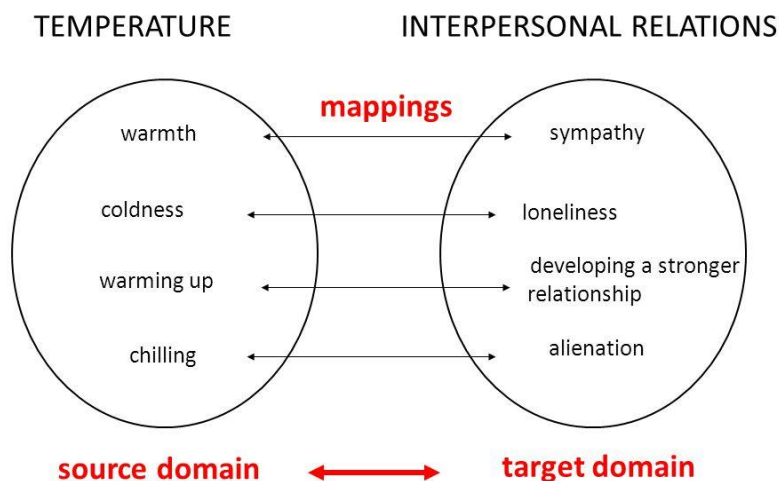 TEMPERATURE
INTERPERSONAL RELATIONS
mappings
warmth
sympathy
coldness
loneliness
warming up
developing a stronger
relationship
chilling
alienation
source domain
target domain